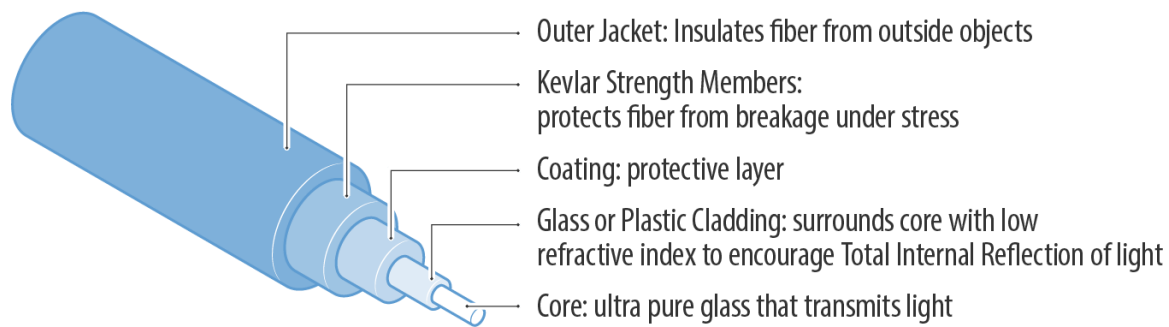 Outer Jacket: Insulates fiber from outside objects
Kevlar Strength Members:
protects fiber from breakage under stress
Coating: protective layer
Glass or Plastic Cladding: surrounds core with low
refractive index to encourage Total Internal Reflection of light
Core: ultra pure glass that transmits light